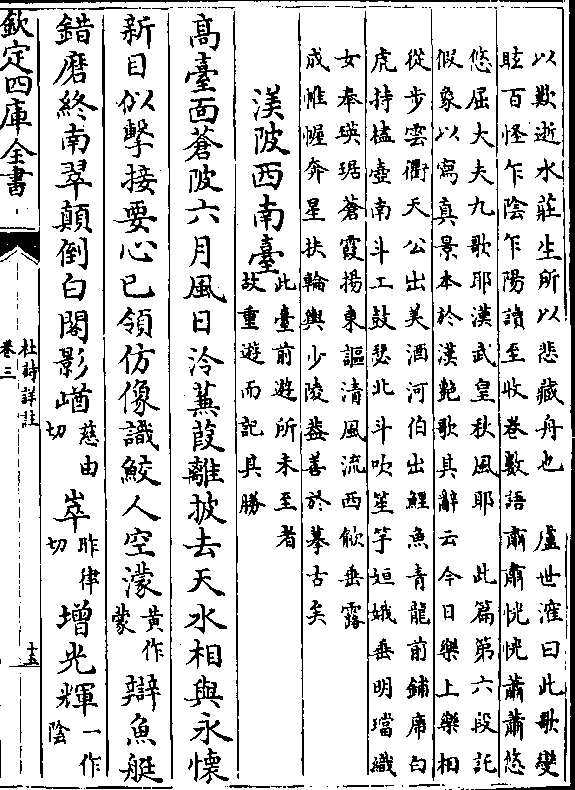 以歎逝水莊生所以悲藏舟也　盧世㴶曰此歌變
眩百怪乍陰乍陽讀至收卷數語肅肅恍恍蕭蕭悠
悠屈大夫九歌耶漢武皇秋風耶　此篇第六段託
假象以寫真景本於漢艷歌其辭云今日樂上樂相
從步雲衢天公出美酒河伯出鯉魚青龍前鋪席白
虎持榼壺南斗工鼓瑟北斗吹笙竽姮娥垂明璫織
女奉瑛琚蒼霞揚東謳清風流西歈垂露
成帷幄奔星扶輪輿少陵蓋善於摹古矣
渼陂西南臺此臺前遊所未至者故重遊而記其勝
高臺面蒼陂六月風日冷蒹葭離披去天水相與永懷
新目似擊接要心已領仿像識鮫人空濛黃作蒙辯魚艇
錯磨終南翠顛倒白閣影崷慈由切崒昨律切增光輝一作陰
欽定四庫全書
杜詩詳註
卷三
十五